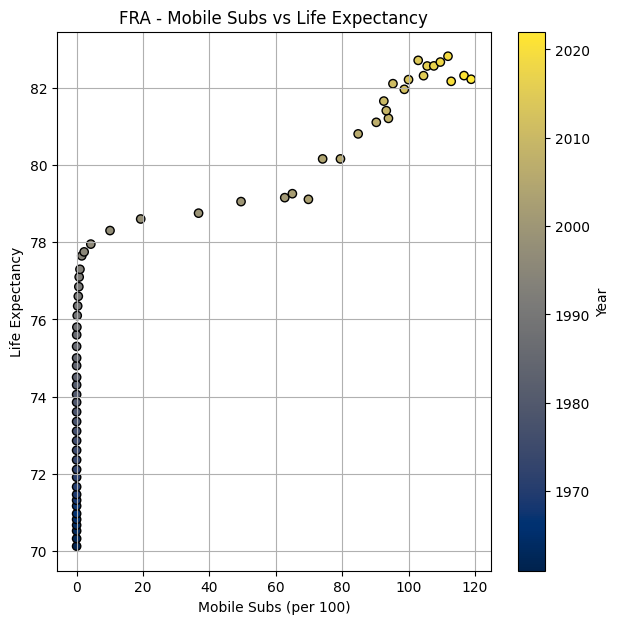 FRA - Mobile Subs vs Life Expectancy
Life Expectancy
82
80
78
76
74
72
70
0 20 40 60 80 100 120
Mobile Subs (per 100)
2020
2010
2000
1990
1980
1970
Year